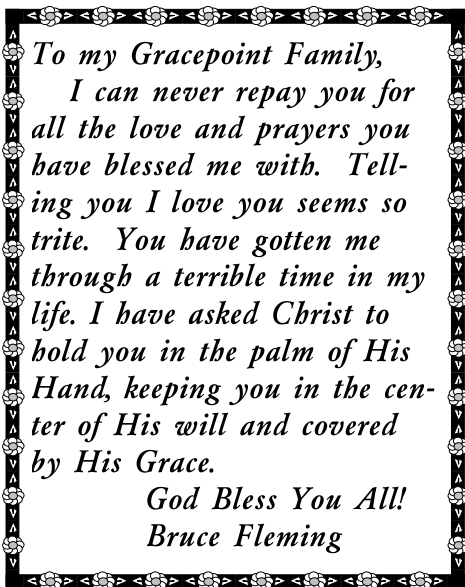 To my Gracepoint Family,
I can never repay you for
all the love and prayers you
have blessed me with.  Tell-
ing you I love you seems so
trite.  You have gotten me
through a terrible time in my
life. I have asked Christ to
hold you in the palm of His
Hand, keeping you in the cen-
ter of His will and covered
by His Grace.
God Bless You All!
Bruce Fleming